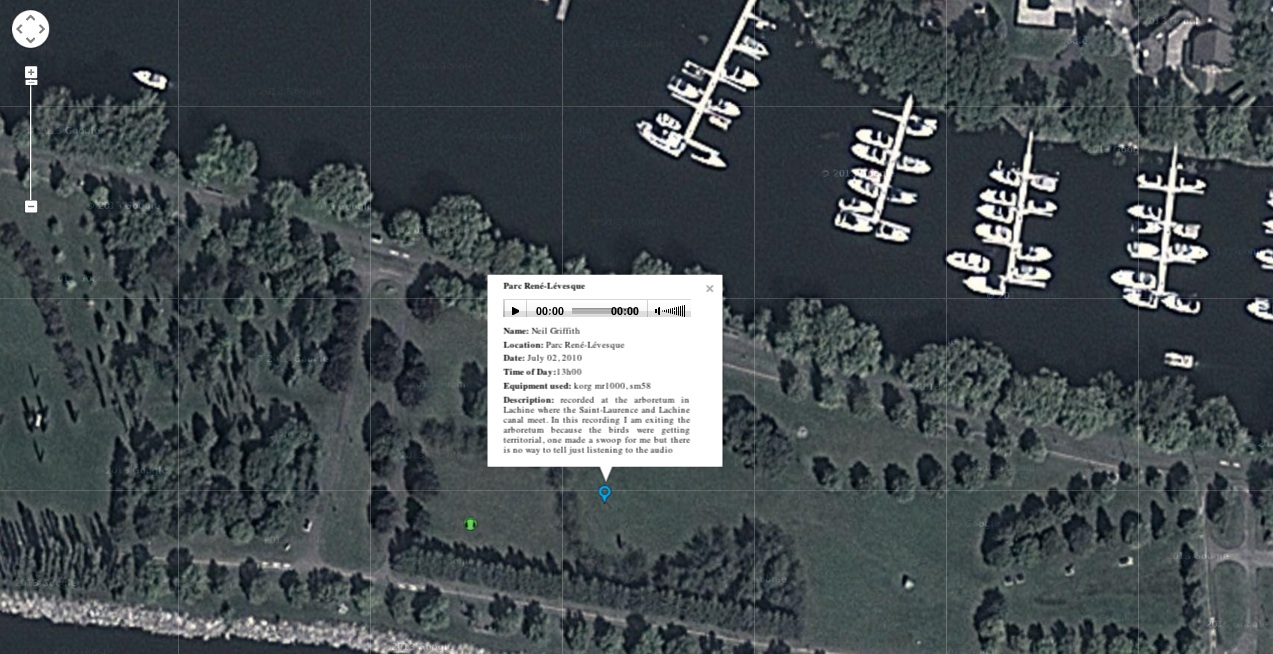 Parc René-Lévesque
×
00:00 00:00
Name: Neil Griffith
Location: Parc René-Lévesque
Date: July 02, 2010
Time of Day:13h00
Equipment used: korg mr1000, sm58
Description: recorded at the arboretum in
Lachine where the Saint-Laurence and Lachine
canal meet. In this recording I am exiting the
arboretum because the birds were getting
territorial, one made a swoop for me but there
is no way to tell just listening to the audio